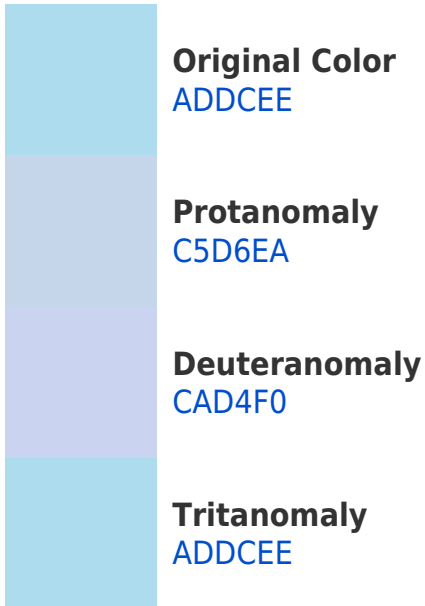 Original Color
ADDCEE
Protanomaly
C5D6EA
Deuteranomaly
CAD4F0
Tritanomaly
ADDCEE